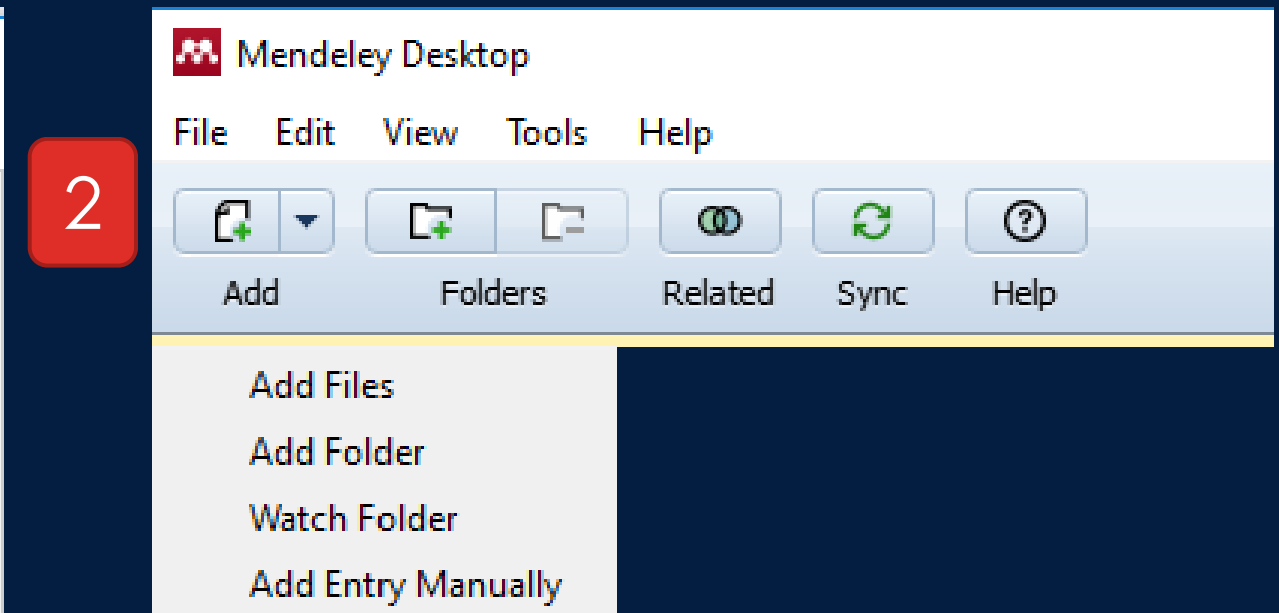 Mendeley Desktop
File Edit View Tools Help
2
Add Folders Related Sync Help
Add Files
Add Folder
Watch Folder
Add Entry Manually